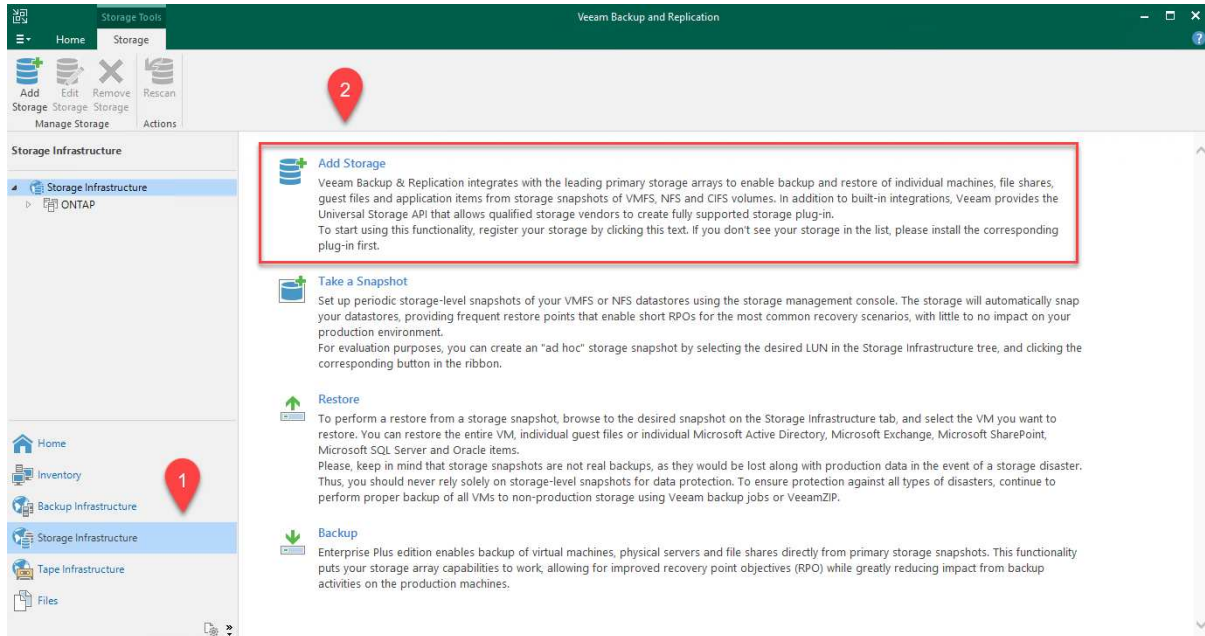 Storage Tools
Veeam Backup and Replication
Home
Storage
?
Add
Storage
Edit
Storage
Remove
Storage
Rescan
Manage Storage
Actions
2
Storage Infrastructure
Storage Infrastructure
ONTAP
Add Storage
Veeam Backup & Replication integrates with the leading primary storage arrays to enable backup and restore of individual machines, file shares,
guest files and application items from storage snapshots of VMFS, NFS and CIFS volumes. In addition to built-in integrations, Veeam provides the
Universal Storage API that allows qualified storage vendors to create fully supported storage plug-in.
To start using this functionality, register your storage by clicking this text. If you don't see your storage in the list, please install the corresponding
plug-in first.
Take a Snapshot
Set up periodic storage-level snapshots of your VMFS or NFS datastores using the storage management console. The storage will automatically snap
your datastores, providing frequent restore points that enable short RPOs for the most common recovery scenarios, with little to no impact on your
production environment.
For evaluation purposes, you can create an "ad hoc" storage snapshot by selecting the desired LUN in the Storage Infrastructure tree, and clicking the
corresponding button in the ribbon.
Restore
To perform a restore from a storage snapshot, browse to the desired snapshot on the Storage Infrastructure tab, and select the VM you want to
restore. You can restore the entire VM, individual guest files or individual Microsoft Active Directory, Microsoft Exchange, Microsoft SharePoint,
Microsoft SQL Server and Oracle items.
Please, keep in mind that storage snapshots are not real backups, as they would be lost along with production data in the event of a storage disaster.
Thus, you should never rely solely on storage-level snapshots for data protection. To ensure protection against all types of disasters, continue to
perform proper backup of all VMs to non-production storage using Veeam backup jobs or VeeamZIP.
Backup
Enterprise Plus edition enables backup of virtual machines, physical servers and file shares directly from primary storage snapshots. This functionality
puts your storage array capabilities to work, allowing for improved recovery point objectives (RPO) while greatly reducing impact from backup
activities on the production machines.
Home
Inventory
1
Backup Infrastructure
Storage Infrastructure
Tape Infrastructure
Files